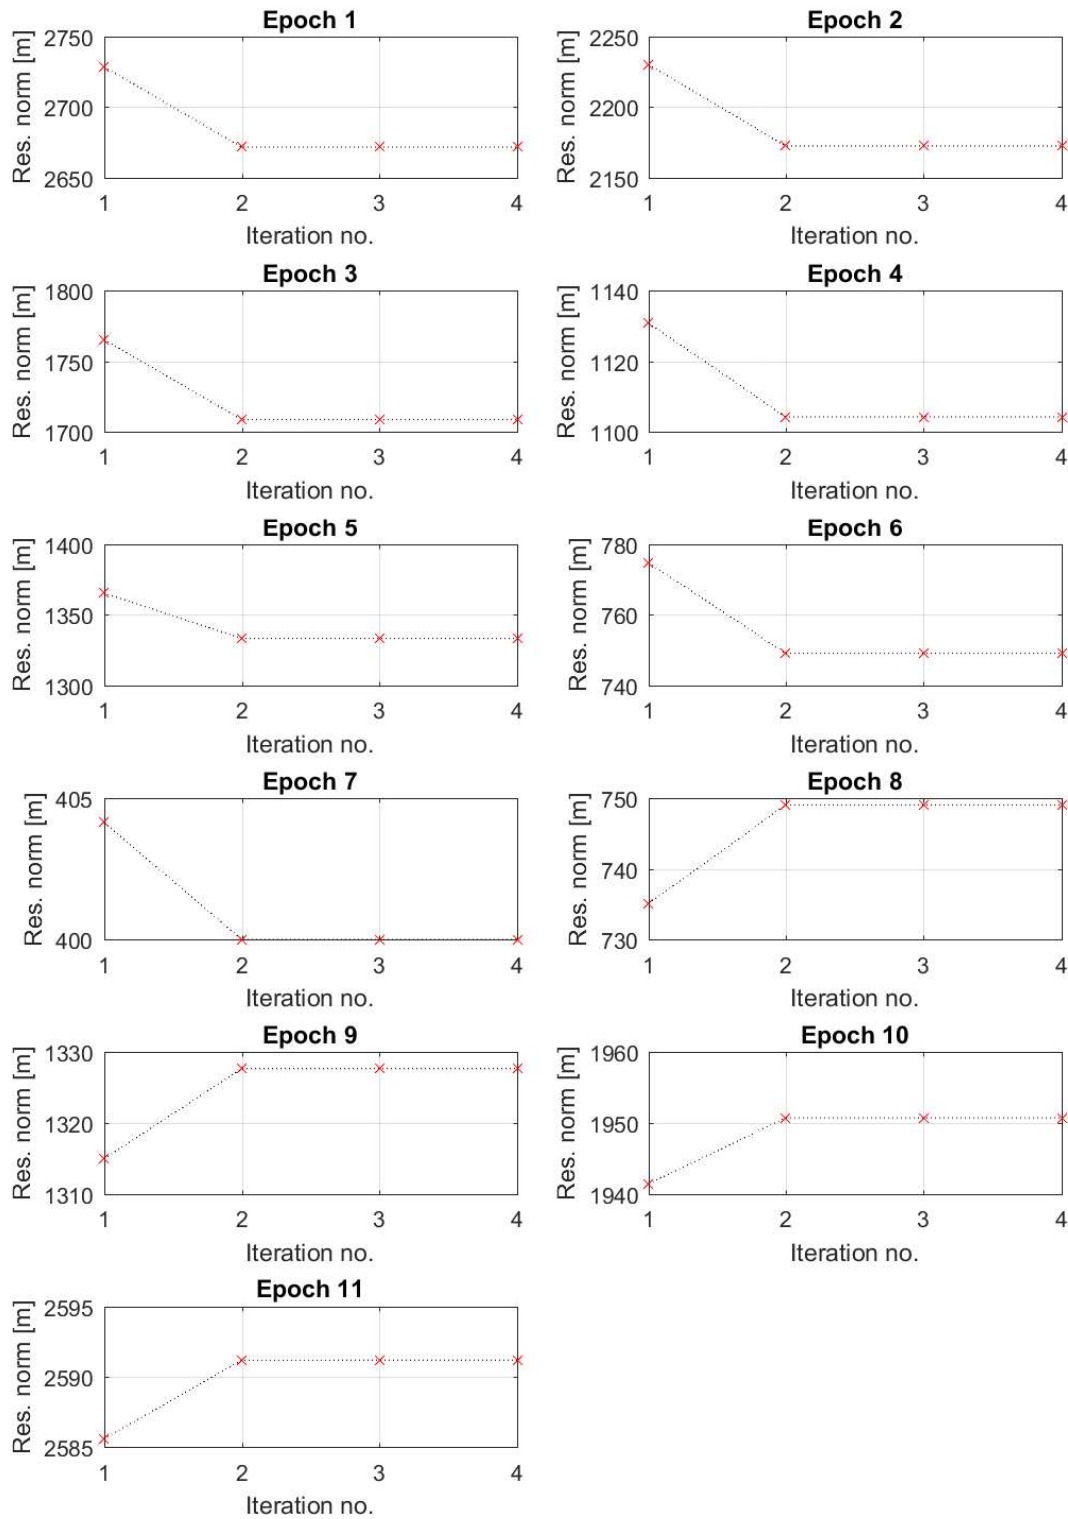 Epoch 1
Res. norm [m]
2750
2700
2650
1 2 3 4
Iteration no.
Epoch 2
Res. norm [m]
2250
2200
2150
1 2 3 4
Iteration no.
Epoch 3
Res. norm [m]
1800
1750
1700
1 2 3 4
Iteration no.
Epoch 4
Res. norm [m]
1140
1120
1100
1 2 3 4
Iteration no.
Epoch 5
Res. norm [m]
1400
1350
1300
1 2 3 4
Iteration no.
Epoch 6
Res. norm [m]
780
760
740
1 2 3 4
Iteration no.
Epoch 7
Res. norm [m]
405
400
1 2 3 4
Iteration no.
Epoch 8
Res. norm [m]
750
740
730
1 2 3 4
Iteration no.
Epoch 9
Res. norm [m]
1330
1320
1310
1 2 3 4
Iteration no.
Epoch 10
Res. norm [m]
1960
1950
1940
1 2 3 4
Iteration no.
Epoch 11
Res. norm [m]
2595
2590
2585
1 2 3 4
Iteration no.